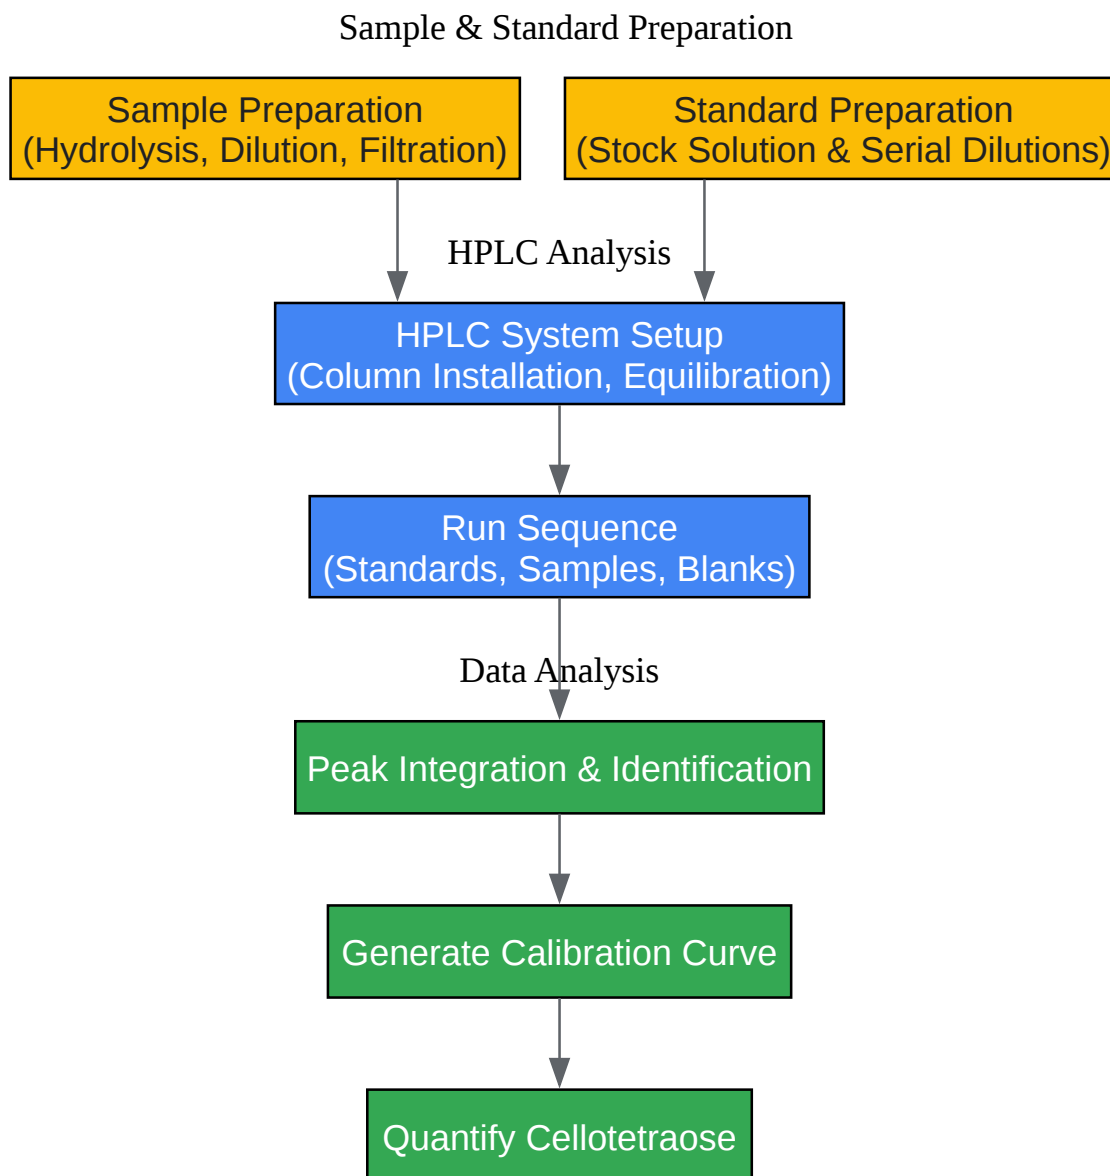 Sample & Standard Preparation
Sample Preparation
(Hydrolysis, Dilution, Filtration)
Standard Preparation
(Stock Solution & Serial Dilutions)
HPLC Analysis
HPLC System Setup
(Column Installation, Equilibration)
Run Sequence
(Standards, Samples, Blanks)
Data Analysis
Peak Integration & Identification
Generate Calibration Curve
Quantify Cellotetraose